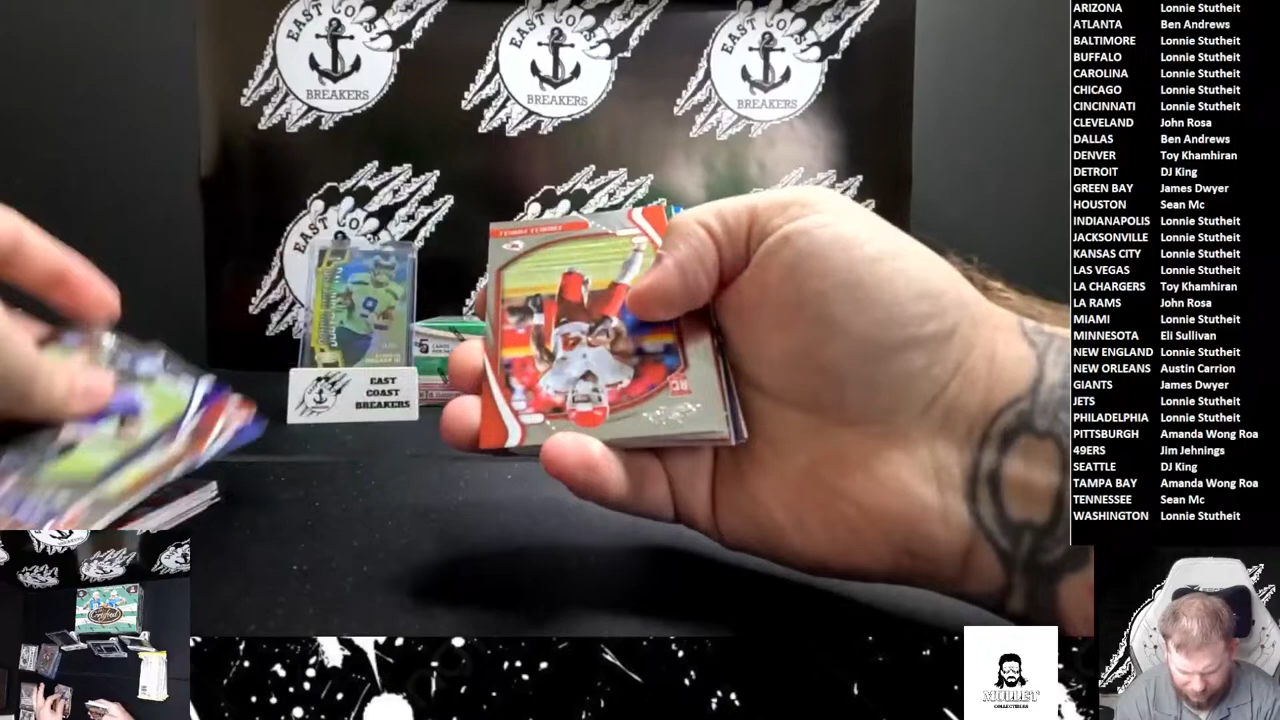 EAST COAST
BREAKERS
EAST COAST
BREAKERS
EAST COAST
BREAKERS
EAST
COAST
BREAKERS
5 CARDS
RC
Certified
MULLET
COLLECTIBLES
ARIZONA Lonnie Stutheit
ATLANTA Ben Andrews
BALTIMORE Lonnie Stutheit
BUFFALO Lonnie Stutheit
CAROLINA Lonnie Stutheit
CHICAGO Lonnie Stutheit
CINCINNATI Lonnie Stutheit
CLEVELAND John Rosa
DALLAS Ben Andrews
DENVER Toy Khamhiran
DETROIT DJ King
GREEN BAY James Dwyer
HOUSTON Sean Mc
INDIANAPOLIS Lonnie Stutheit
JACKSONVILLE Lonnie Stutheit
KANSAS CITY Lonnie Stutheit
LAS VEGAS Lonnie Stutheit
LA CHARGERS Toy Khamhiran
LA RAMS John Rosa
MIAMI Lonnie Stutheit
MINNESOTA Eli Sullivan
NEW ENGLAND Lonnie Stutheit
NEW ORLEANS Austin Carrion
GIANTS James Dwyer
JETS Lonnie Stutheit
PHILADELPHIA Lonnie Stutheit
PITTSBURGH Amanda Wong Roa
49ERS Jim Jehnings
SEATTLE DJ King
TAMPA BAY Amanda Wong Roa
TENNESSEE Sean Mc
WASHINGTON Lonnie Stutheit